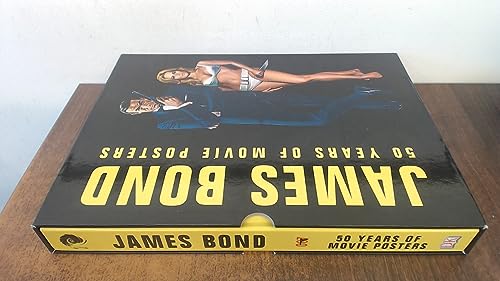 50 YEARS OF MOVIE POSTERS
JAMES BOND
JAMES BOND
50 YEARS OF
MOVIE POSTERS